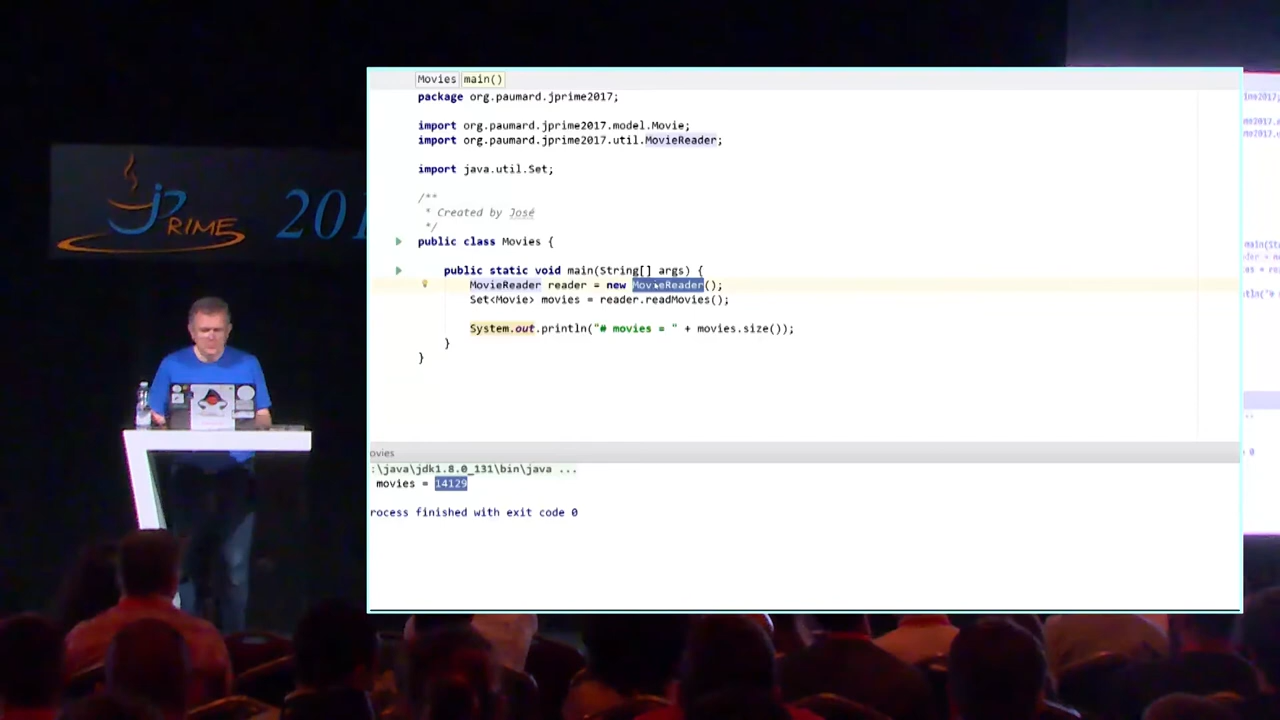 JPRIME 201
Movies main()
package org.paumard.jprime2017;
import org.paumard.jprime2017.model.Movie;
import org.paumard.jprime2017.util.MovieReader;
import java.util.Set;
/**
* Created by José
*/
public class Movies {
public static void main(String[] args) {
MovieReader reader = new MovieReader();
Set<Movie> movies = reader.readMovies();
System.out.println("# movies = " + movies.size());
}
}
ovies
:\java\jdk1.8.0_131\bin\java ...
movies = 14129
rocess finished with exit code 0